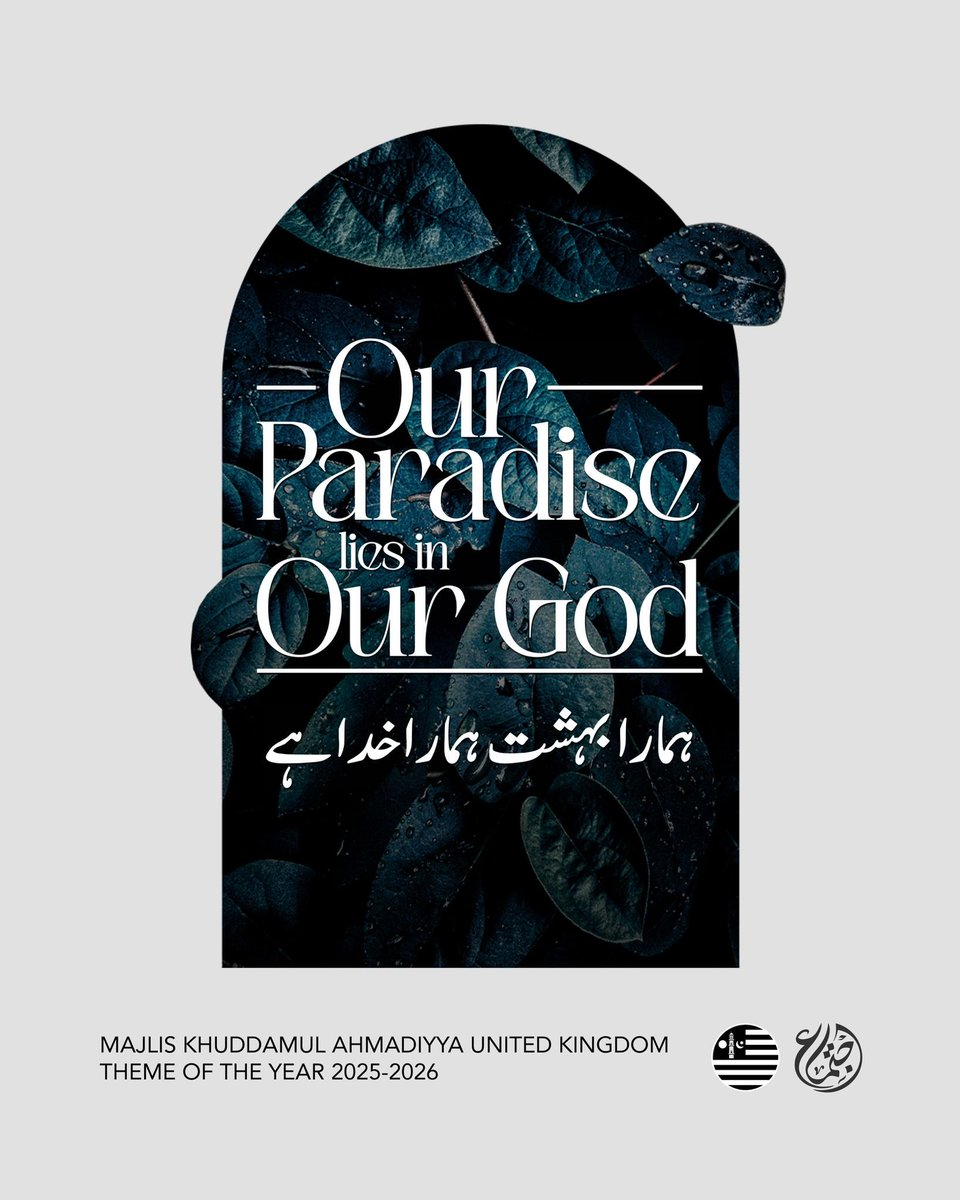 Our
Paradise
lies in
Our God
ہمارا بہشت ہمارا خدا ہے
MAJLIS KHUDDAMUL AHMADIYYA UNITED KINGDOM
THEME OF THE YEAR 2025-2026
اجتماع